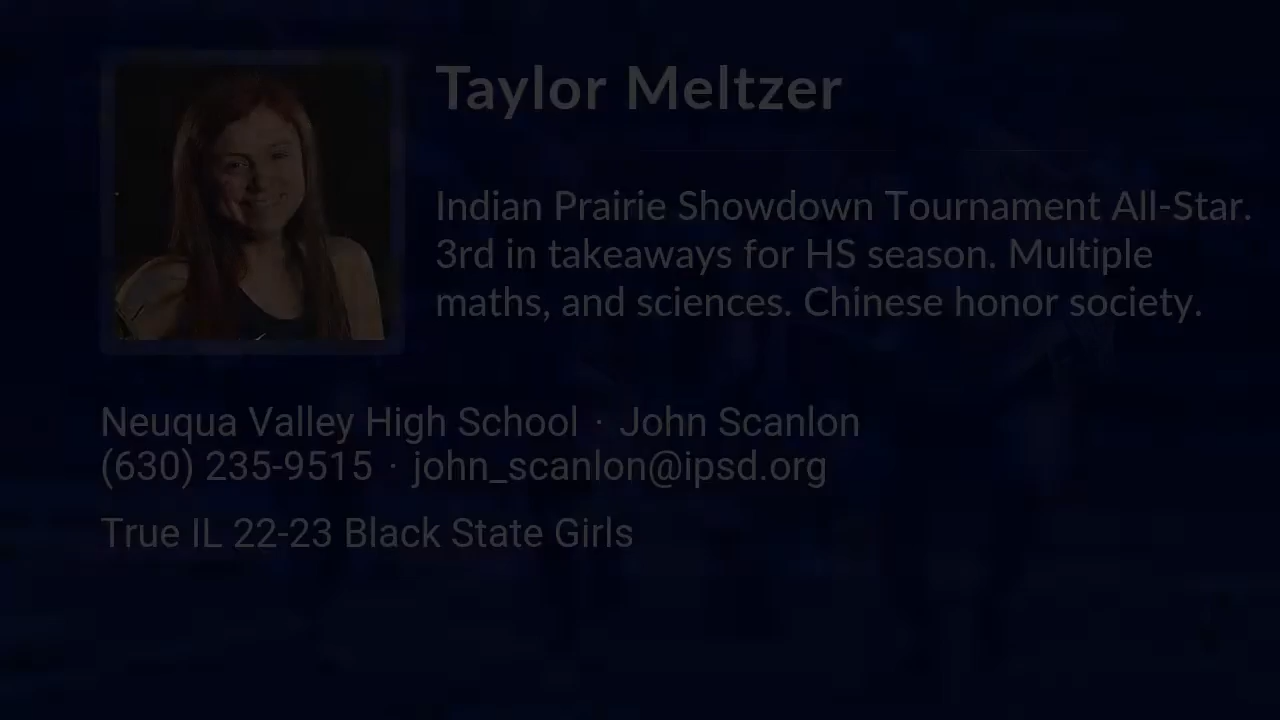 Taylor Meltzer
Indian Prairie Showdown Tournament All-Star.
3rd in takeaways for HS season. Multiple
maths, and sciences. Chinese honor society.
Neuqua Valley High School · John Scanlon
(630) 235-9515 · john_scanlon@ipsd.org
True IL 22-23 Black State Girls